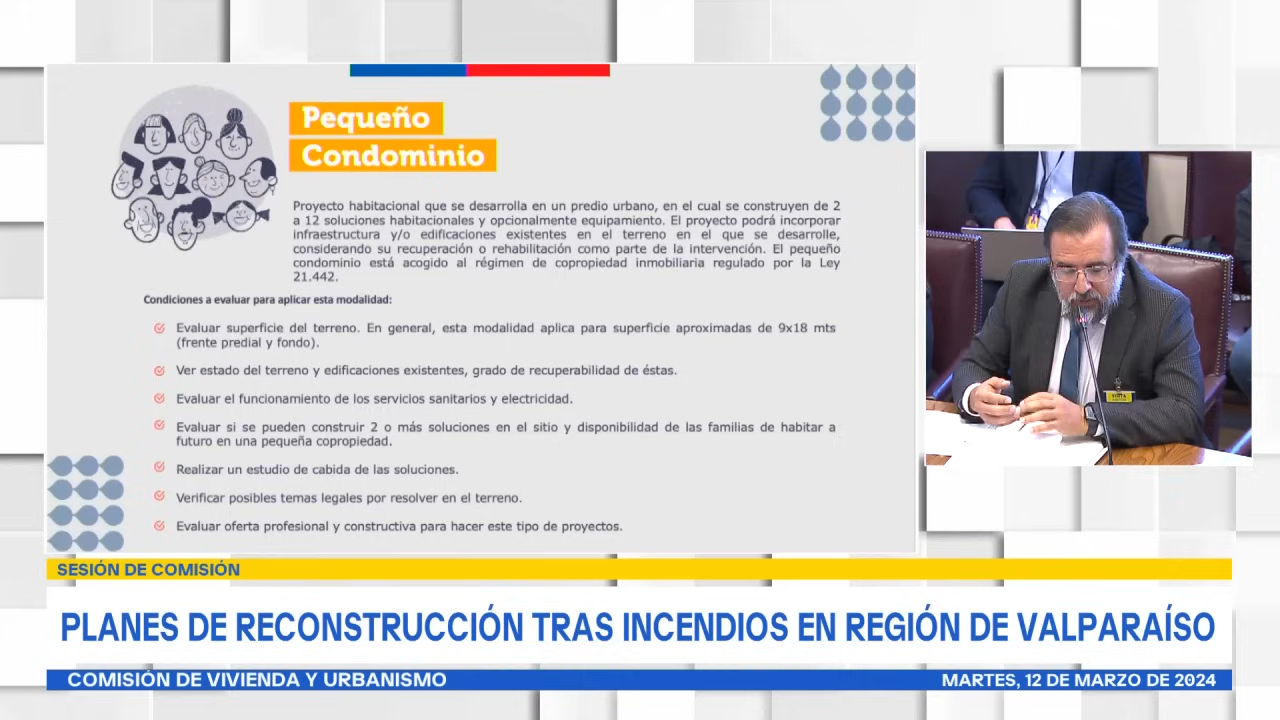 Pequeño
Condominio
Proyecto habitacional que se desarrolla en un predio urbano, en el cual se construyen de 2
a 12 soluciones habitacionales y opcionalmente equipamiento. El proyecto podrá incorporar
infraestructura y/o edificaciones existentes en el terreno en el que se desarrolle,
considerando su recuperación o rehabilitación como parte de la intervención. El pequeño
condominio está acogido al régimen de copropiedad inmobiliaria regulado por la Ley
21.442.
Condiciones a evaluar para aplicar esta modalidad:
Evaluar superficie del terreno. En general, esta modalidad aplica para superficie aproximadas de 9x18 mts
(frente predial y fondo).
Ver estado del terreno y edificaciones existentes, grado de recuperabilidad de éstas.
Evaluar el funcionamiento de los servicios sanitarios y electricidad.
Evaluar si se pueden construir 2 o más soluciones en el sitio y disponibilidad de las familias de habitar a
futuro en una pequeña copropiedad.
Realizar un estudio de cabida de las soluciones.
Verificar posibles temas legales por resolver en el terreno.
Evaluar oferta profesional y constructiva para hacer este tipo de proyectos.
SESIÓN DE COMISIÓN
PLANES DE RECONSTRUCCIÓN TRAS INCENDIOS EN REGIÓN DE VALPARAÍSO
COMISIÓN DE VIVIENDA Y URBANISMO
MARTES, 12 DE MARZO DE 2024